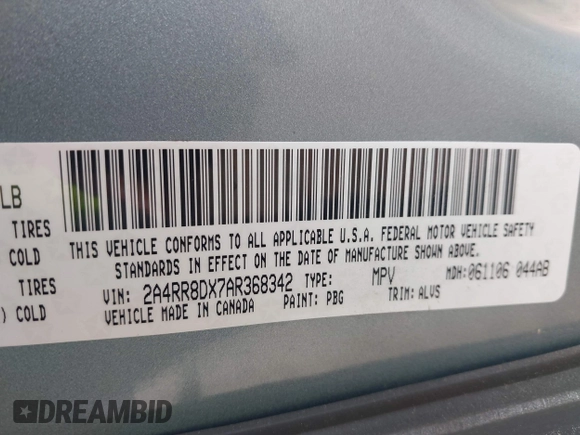 LB
TIRES
COLD
TIRES
) COLD
THIS VEHICLE CONFORMS TO ALL APPLICABLE U.S.A. FEDERAL MOTOR VEHICLE SAFETY
STANDARDS IN EFFECT ON THE DATE OF MANUFACTURE SHOWN ABOVE.
VIN: 2A4RR8DX7AR368342 TYPE: MPV MDH: 061106 044AB
VEHICLE MADE IN CANADA PAINT: PBG TRIM: ALVS
DREAMBID